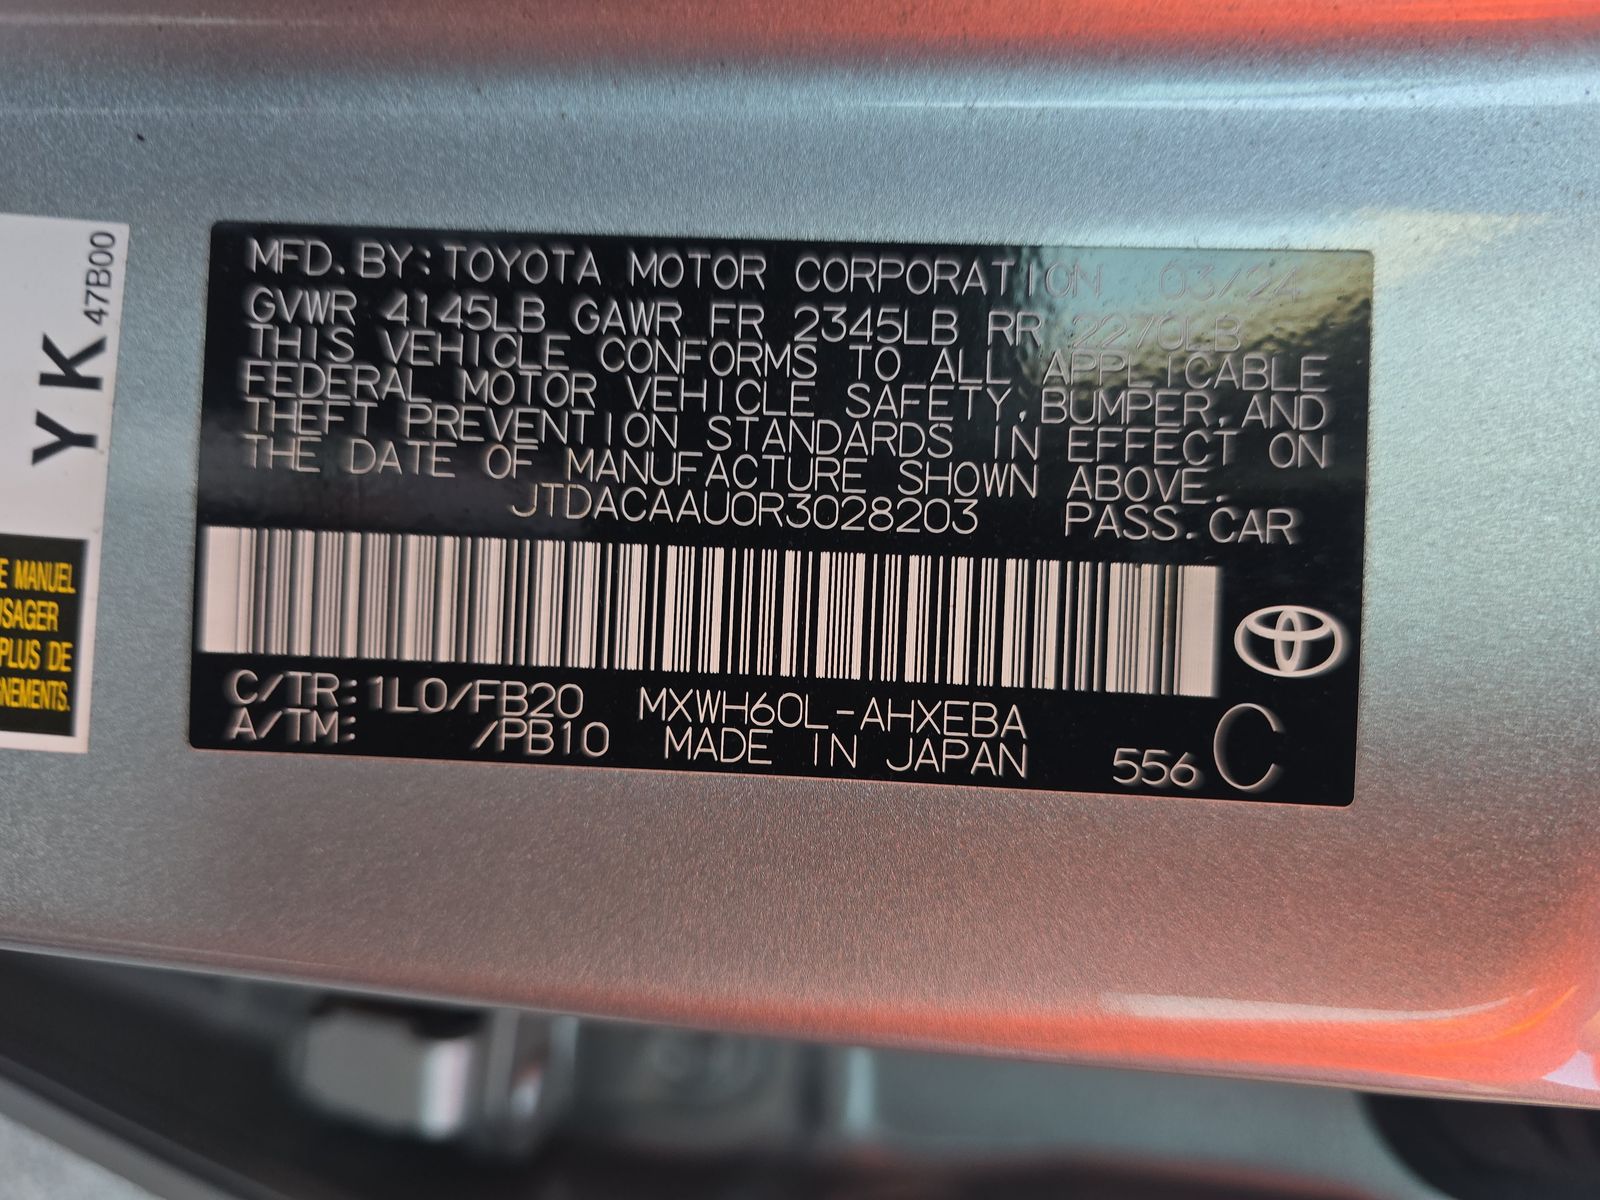 MFD. BY: TOYOTA MOTOR CORPORATION 03/24
GVWR 4145LB GAWR FR 2345LB RR 2270LB
THIS VEHICLE CONFORMS TO ALL APPLICABLE
FEDERAL MOTOR VEHICLE SAFETY, BUMPER, AND
THEFT PREVENTION STANDARDS IN EFFECT ON
THE DATE OF MANUFACTURE SHOWN ABOVE.
JTDACAAU0R3028203 PASS. CAR
C/TR: 1L0/FB20 MXWH60L-AHXEBA
A/TM: /PB10 MADE IN JAPAN 556 C
YK
47B00
E MANUEL
USAGER
PLUS DE
GNEMENTS.